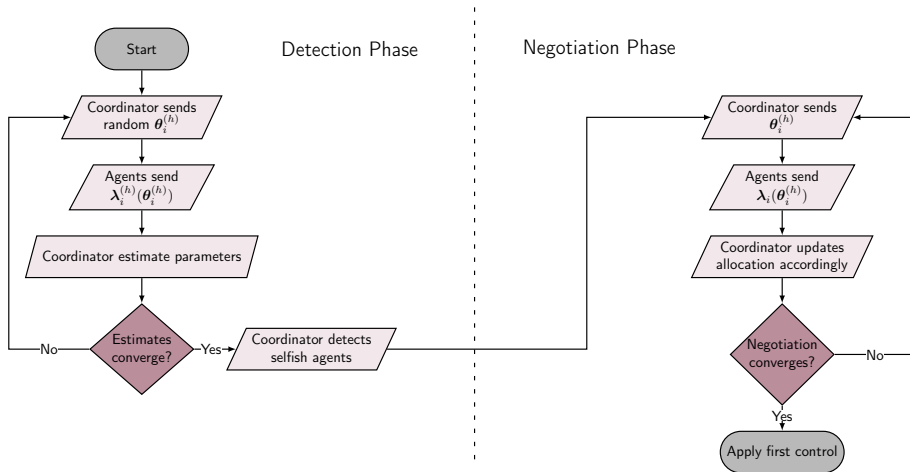 Detection Phase
Start
Coordinator sends
random θ_i^(h)
Agents send
λ_i^(h)(θ_i^(h))
Coordinator estimate parameters
Estimates
converge?
No
Yes
Coordinator detects
selfish agents
Negotiation Phase
Coordinator sends
θ_i^(h)
Agents send
λ_i(θ_i^(h))
Coordinator updates
allocation accordingly
Negotiation
converges?
No
Yes
Apply first control